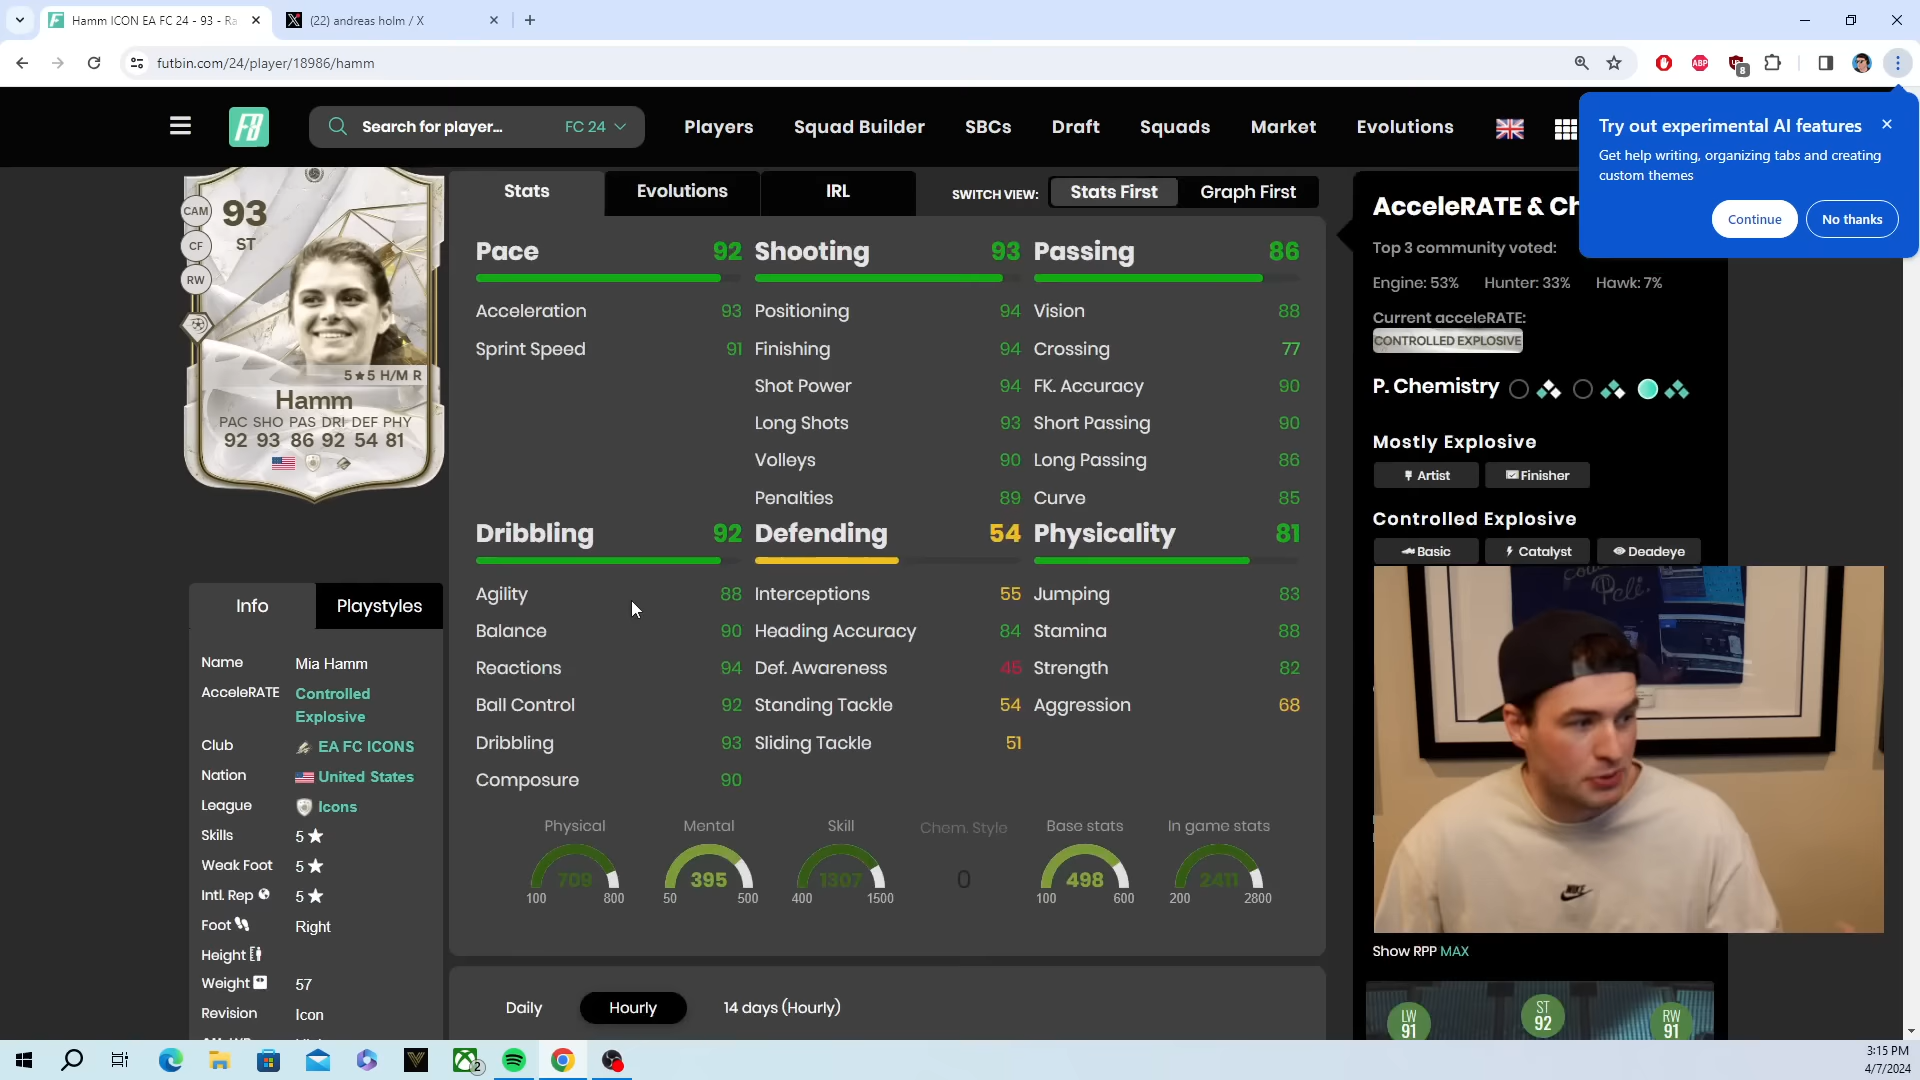 Hamm ICON EA FC 24 - 93 - Ra
(22) andreas holm / X
futbin.com/24/player/18986/hamm
8
Search for player...
FC 24
Players
Squad Builder
SBCs
Draft
Squads
Market
Evolutions
Try out experimental AI features
Get help writing, organizing tabs and creating
custom themes
Continue
No thanks
CAM
CF
RW
93
ST
5★5 H/M R
Hamm
PAC SHO PAS DRI DEF PHY
92 93 86 92 54 81
Stats
Evolutions
IRL
SWITCH VIEW:
Stats First
Graph First
Pace 92
Acceleration 93
Sprint Speed 91
Shooting 93
Positioning 94
Finishing 94
Shot Power 94
Long Shots 93
Volleys 90
Penalties 89
Passing 86
Vision 88
Crossing 77
FK. Accuracy 90
Short Passing 90
Long Passing 86
Curve 85
Dribbling 92
Agility 88
Balance 90
Reactions 94
Ball Control 92
Dribbling 93
Composure 90
Defending 54
Interceptions 55
Heading Accuracy 84
Def. Awareness 45
Standing Tackle 54
Sliding Tackle 51
Physicality 81
Jumping 83
Stamina 88
Strength 82
Aggression 68
Physical
709
100 800
Mental
395
50 500
Skill
1307
400 1500
Chem. Style
0
Base stats
498
100 600
In game stats
2411
200 2800
Daily
Hourly
14 days (Hourly)
Info
Playstyles
Name Mia Hamm
AcceleRATE Controlled
Explosive
Club EA FC ICONS
Nation United States
League Icons
Skills 5 ★
Weak Foot 5 ★
Intl. Rep 5 ★
Foot Right
Height
Weight 57
Revision Icon
AcceleRATE & Ch
Top 3 community voted:
Engine: 53% Hunter: 33% Hawk: 7%
Current acceleRATE:
CONTROLLED EXPLOSIVE
P. Chemistry
Mostly Explosive
Artist
Finisher
Controlled Explosive
Basic
Catalyst
Deadeye
Show RPP MAX
LW
91
ST
92
RW
91
2
3:15 PM
4/7/2024